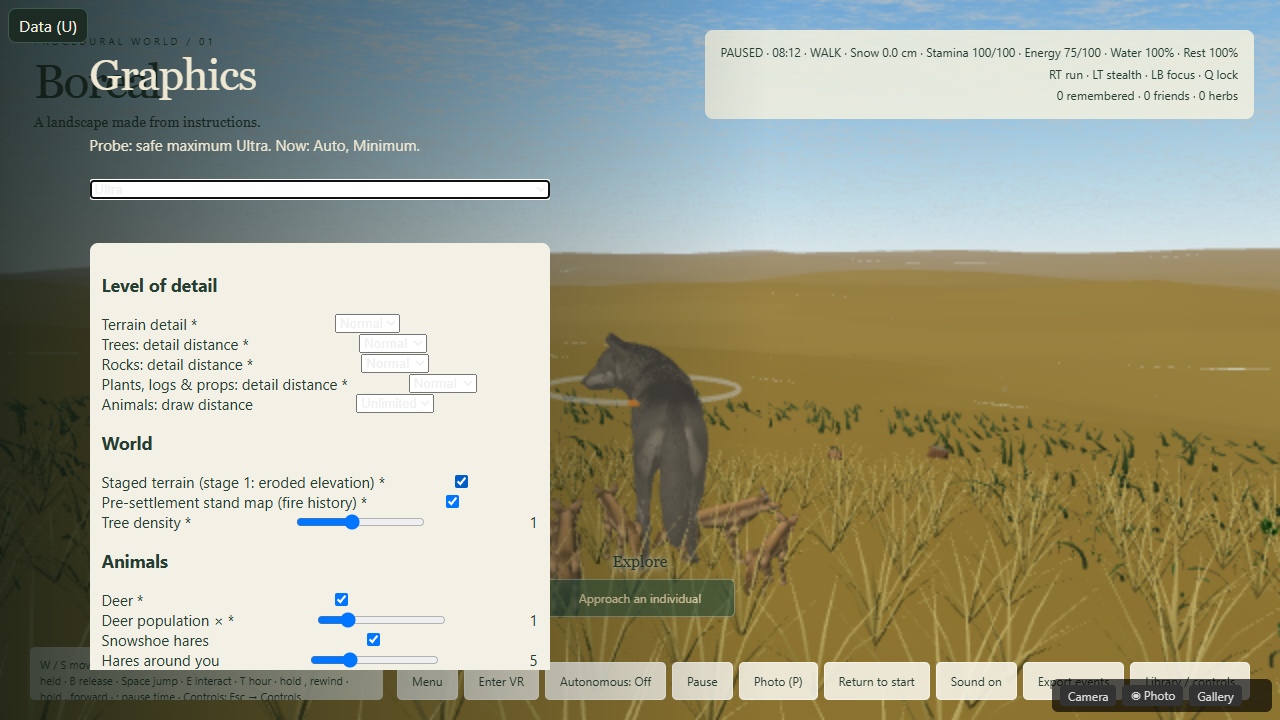 Data (U)
PROCEDURAL WORLD / 01
Boreal
Graphics
A landscape made from instructions.
Probe: safe maximum Ultra. Now: Auto, Minimum.
Ultra
PAUSED · 08:12 · WALK · Snow 0.0 cm · Stamina 100/100 · Energy 75/100 · Water 100% · Rest 100%
RT run · LT stealth · LB focus · Q lock
0 remembered · 0 friends · 0 herbs
Level of detail
Terrain detail * Normal
Trees: detail distance * Normal
Rocks: detail distance * Normal
Plants, logs & props: detail distance * Normal
Animals: draw distance Unlimited
World
Staged terrain (stage 1: eroded elevation) *
Pre-settlement stand map (fire history) *
Tree density * 1
Animals
Deer *
Deer population × * 1
Snowshoe hares
Hares around you 5
Explore
Approach an individual
W / S mov
held · B release · Space jump · E interact · T hour · hold , rewind ·
hold . forward · ; pause time · Controls: Esc → Controls
Menu
Enter VR
Autonomous: Off
Pause
Photo (P)
Return to start
Sound on
Export events
Library / controls
Camera
◉ Photo
Gallery